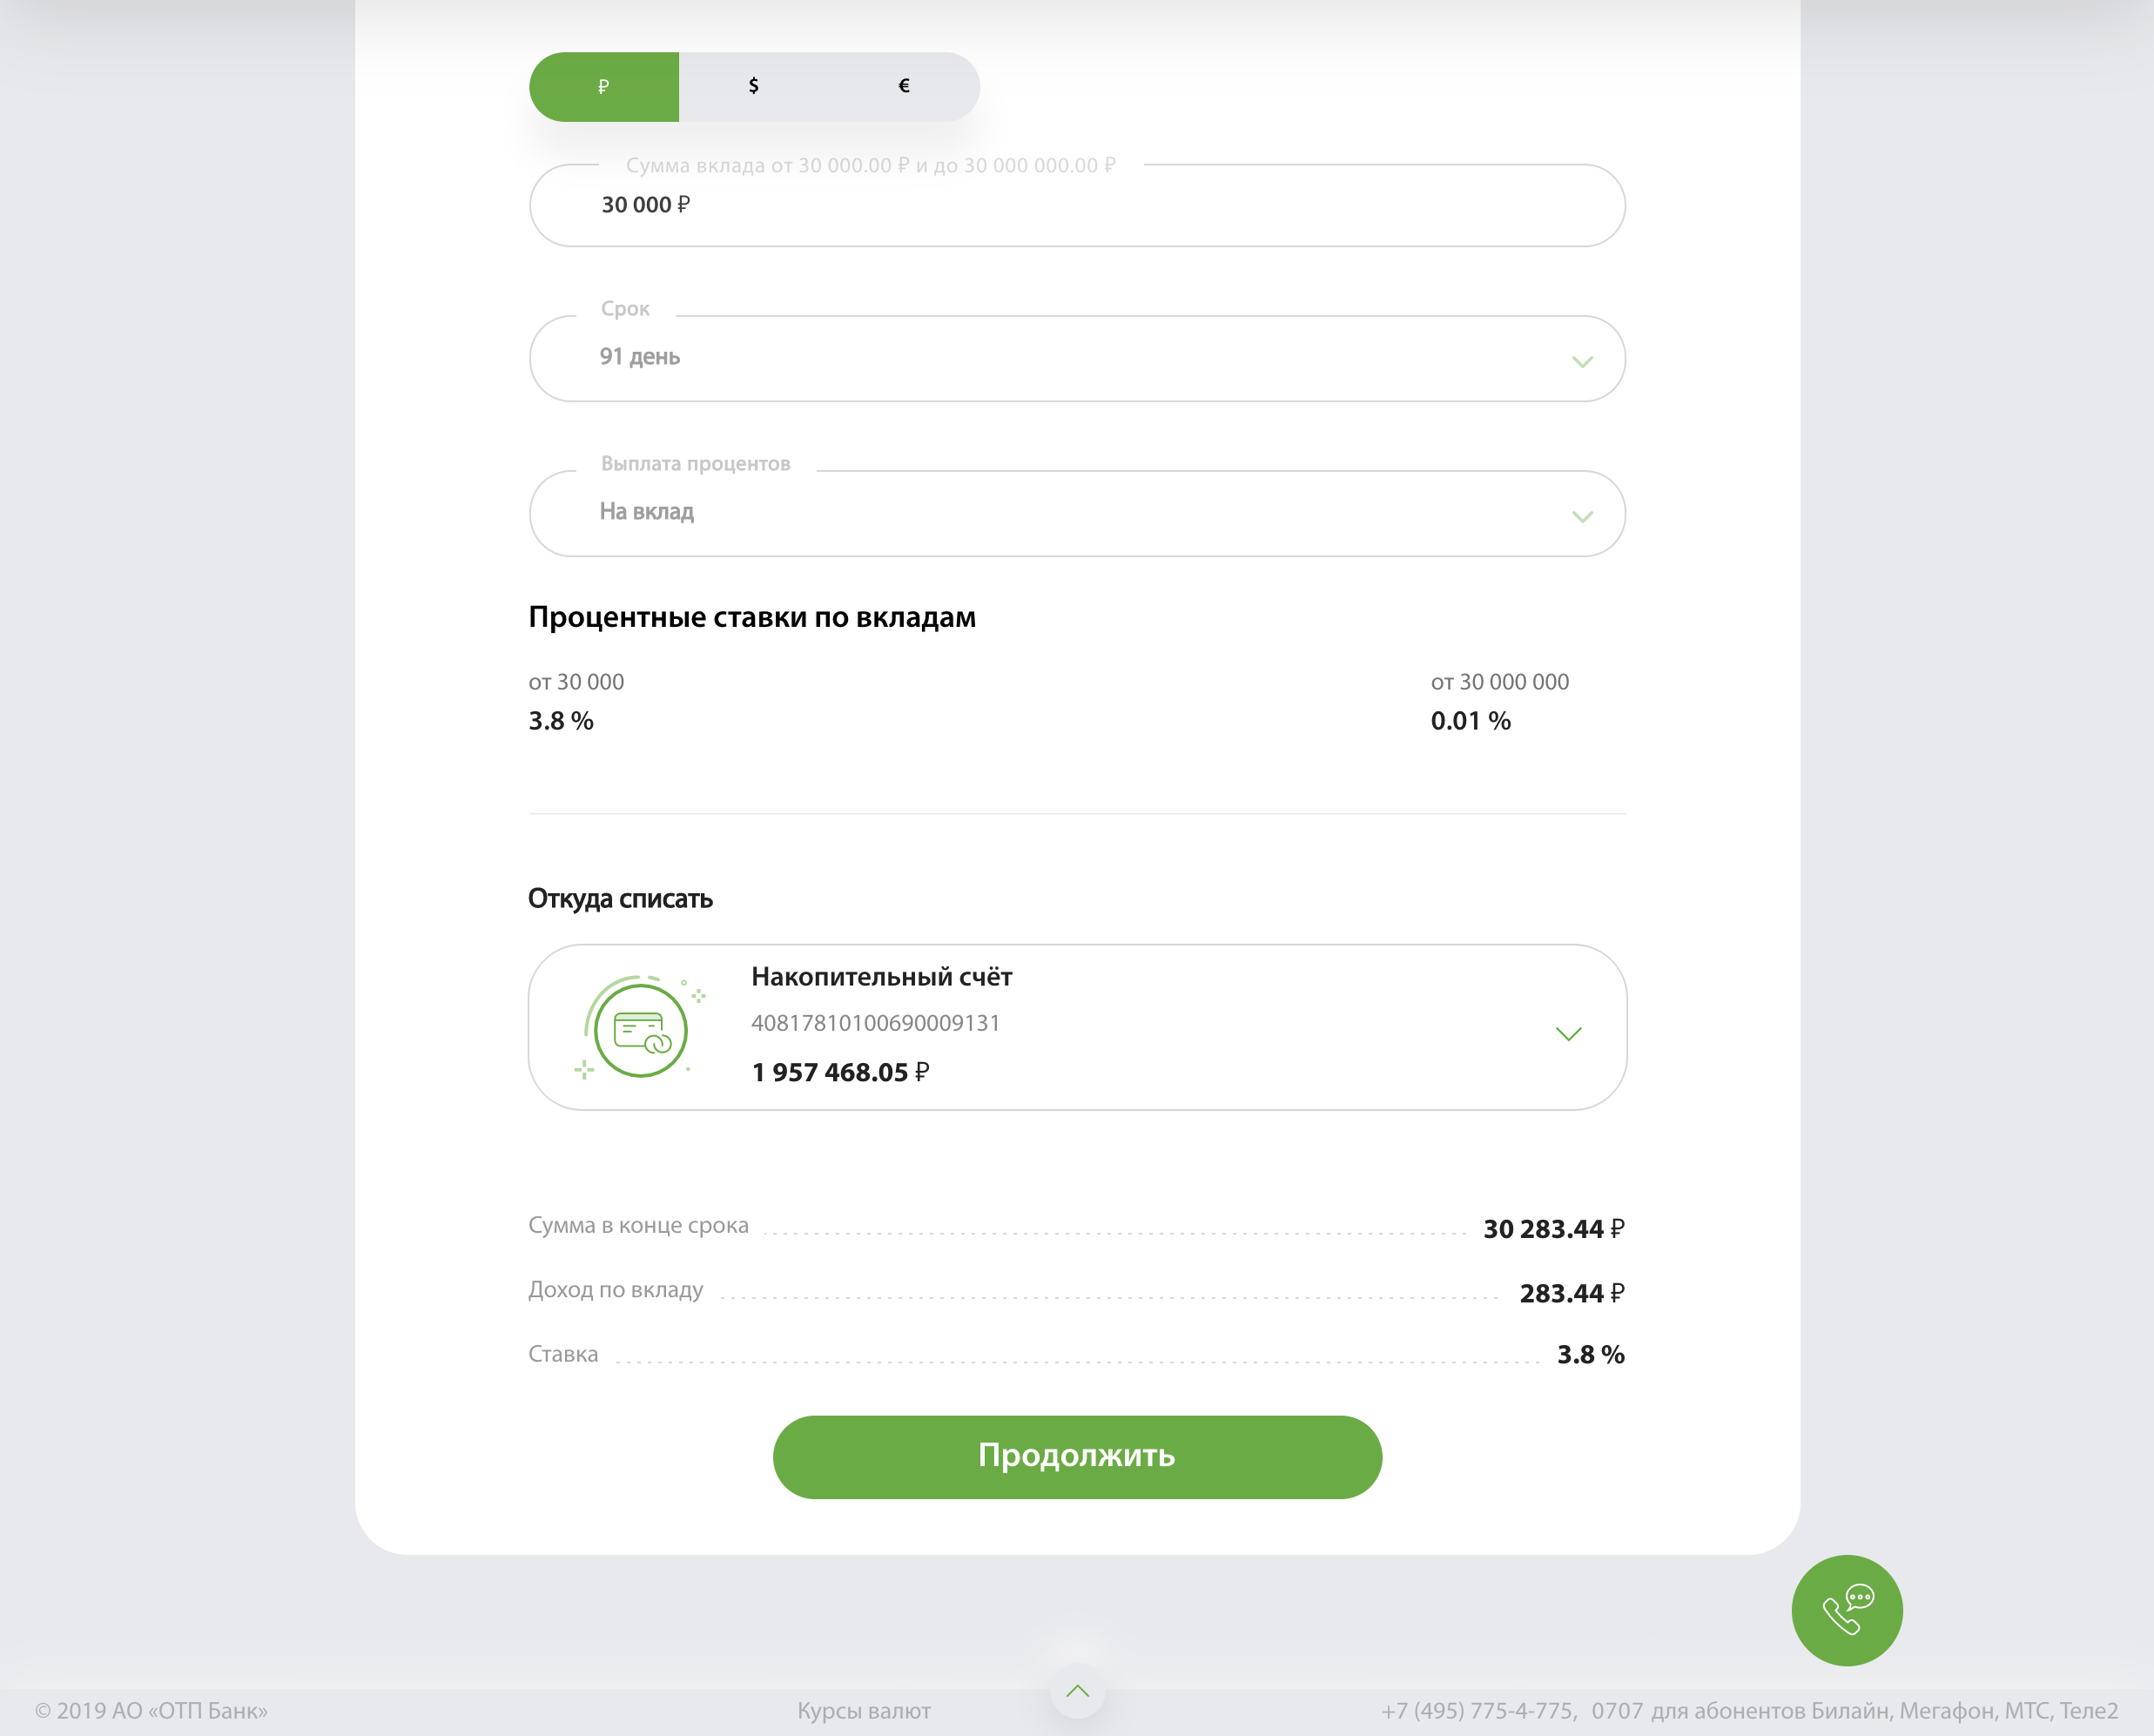 ₽ $ €
Сумма вклада от 30 000.00 ₽ и до 30 000 000.00 ₽
30 000 ₽
Срок
91 день
Выплата процентов
На вклад
Процентные ставки по вкладам
от 30 000 от 30 000 000
3.8 % 0.01 %
Откуда списать
Накопительный счёт
40817810100690009131
1 957 468.05 ₽
Сумма в конце срока 30 283.44 ₽
Доход по вкладу 283.44 ₽
Ставка 3.8 %
Продолжить
© 2019 АО «ОТП Банк» Курсы валют +7 (495) 775-4-775, 0707 для абонентов Билайн, Мегафон, МТС, Теле2